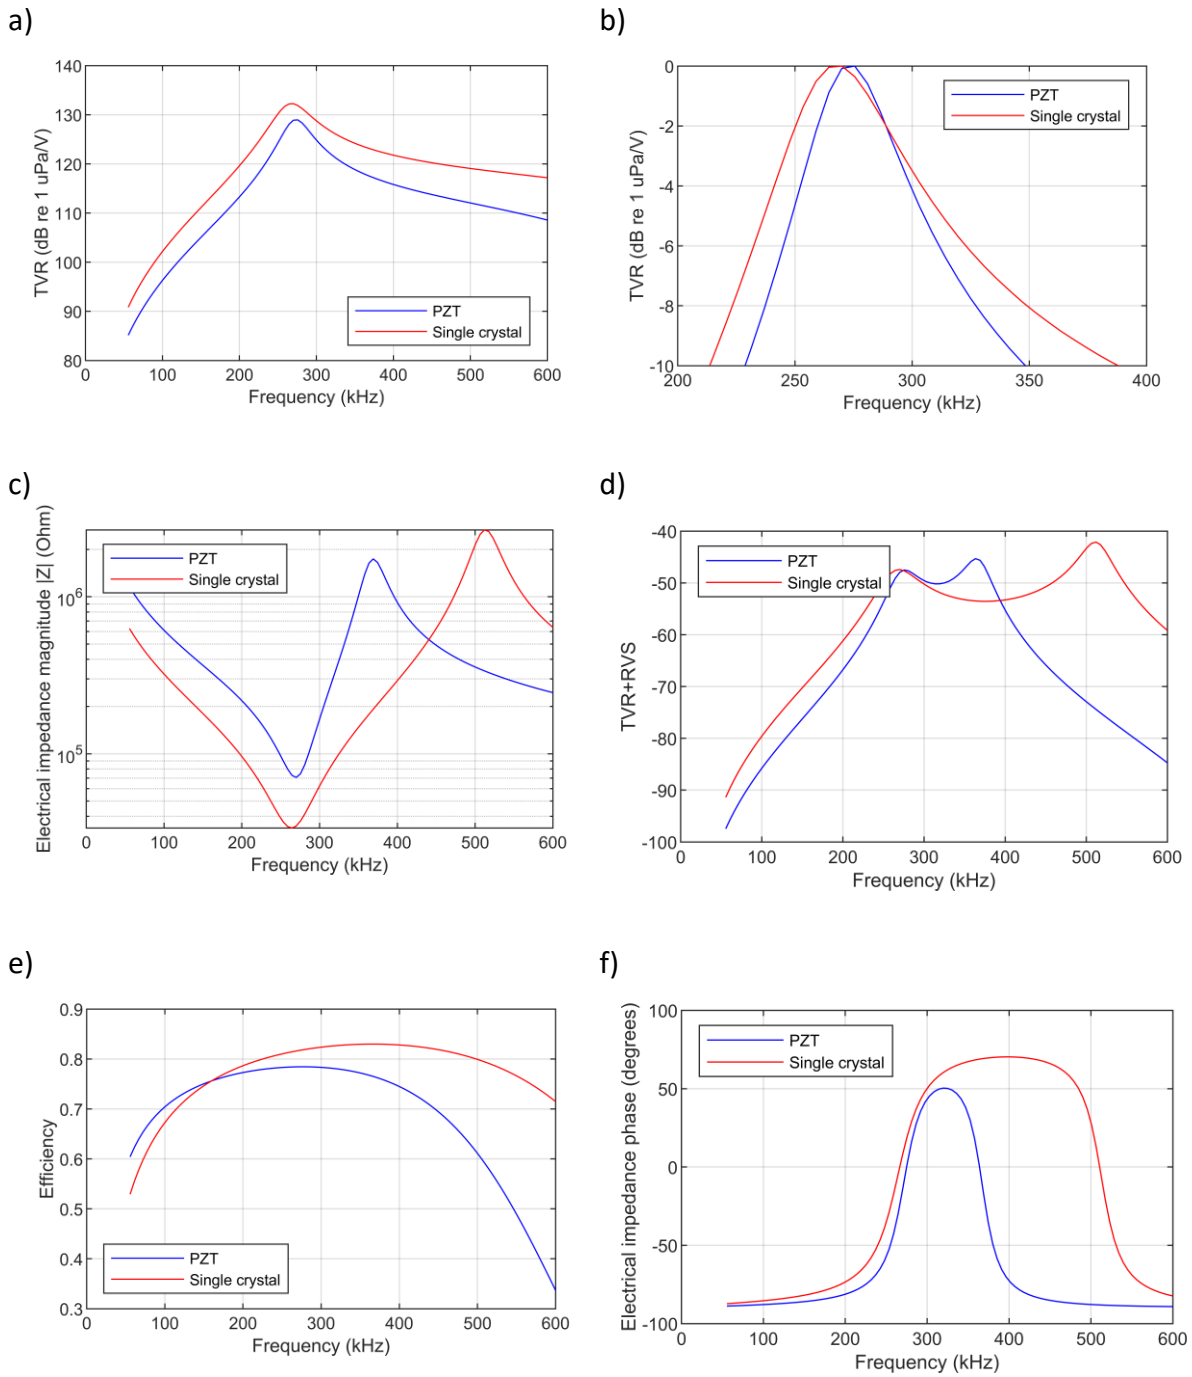 a)
TVR (dB re 1 uPa/V)
140
130
120
110
100
90
80
0
100
200
300
400
500
600
Frequency (kHz)
PZT
Single crystal
b)
TVR (dB re 1 uPa/V)
0
-2
-4
-6
-8
-10
200
250
300
350
400
Frequency (kHz)
PZT
Single crystal
c)
Electrical impedance magnitude |Z| (Ohm)
10^6
10^5
0
100
200
300
400
500
600
Frequency (kHz)
PZT
Single crystal
d)
TVR+RVS
-40
-50
-60
-70
-80
-90
-100
0
100
200
300
400
500
600
Frequency (kHz)
PZT
Single crystal
e)
Efficiency
0.9
0.8
0.7
0.6
0.5
0.4
0.3
0
100
200
300
400
500
600
Frequency (kHz)
PZT
Single crystal
f)
Electrical impedance phase (degrees)
100
50
0
-50
-100
0
100
200
300
400
500
600
Frequency (kHz)
PZT
Single crystal